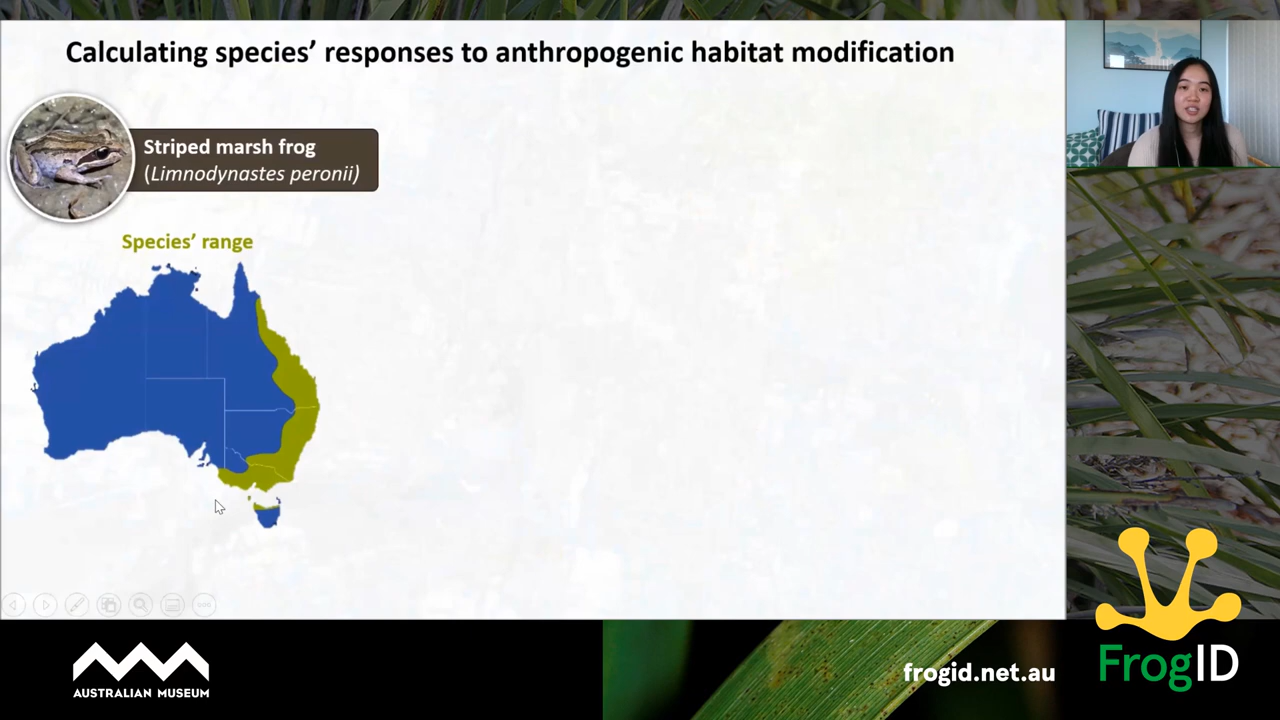 Calculating species’ responses to anthropogenic habitat modification
Striped marsh frog
(Limnodynastes peronii)
Species’ range
AUSTRALIAN MUSEUM
frogid.net.au
FrogID